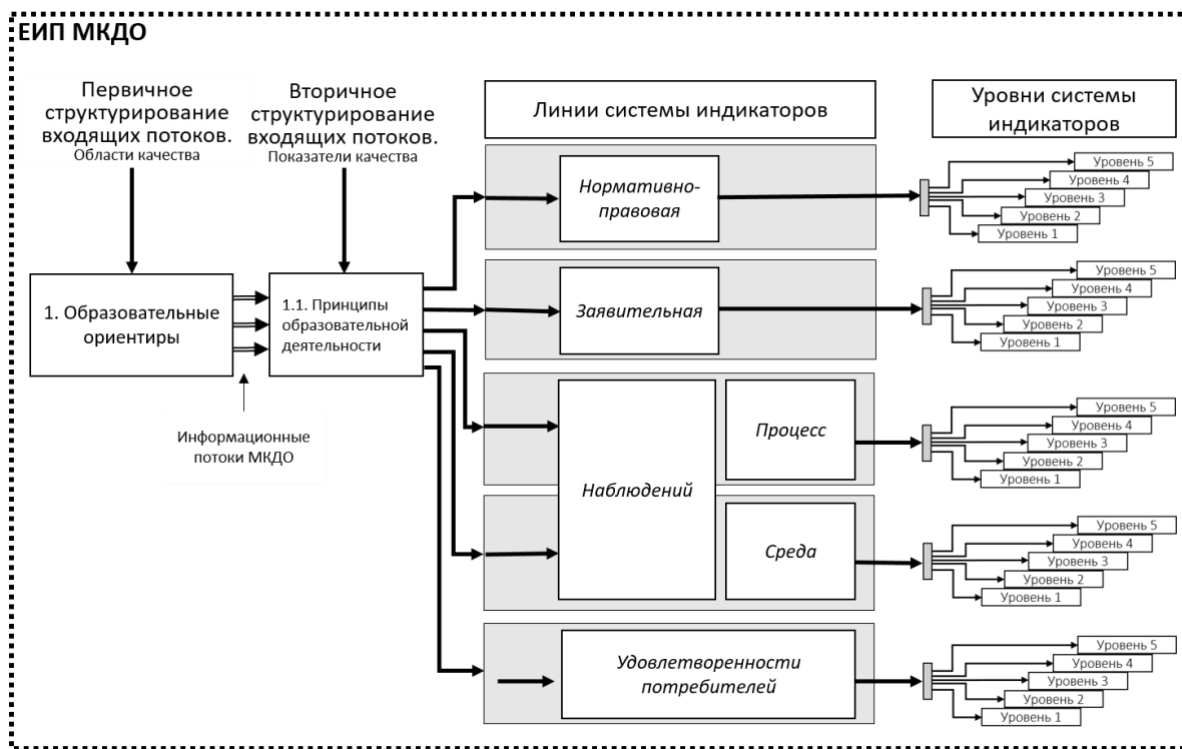 ЕИП МКДО
Первичное
структурирование
входящих потоков.
Области качества
Вторичное
структурирование
входящих потоков.
Показатели качества
Линии системы индикаторов
Уровни системы
индикаторов
1. Образовательные
ориентиры
1.1. Принципы
образовательной
деятельности
Информационные
потоки МКДО
Нормативно-
правовая
Уровень 5
Уровень 4
Уровень 3
Уровень 2
Уровень 1
Заявительная
Уровень 5
Уровень 4
Уровень 3
Уровень 2
Уровень 1
Наблюдений
Процесс
Уровень 5
Уровень 4
Уровень 3
Уровень 2
Уровень 1
Среда
Уровень 5
Уровень 4
Уровень 3
Уровень 2
Уровень 1
Удовлетворенности
потребителей
Уровень 5
Уровень 4
Уровень 3
Уровень 2
Уровень 1